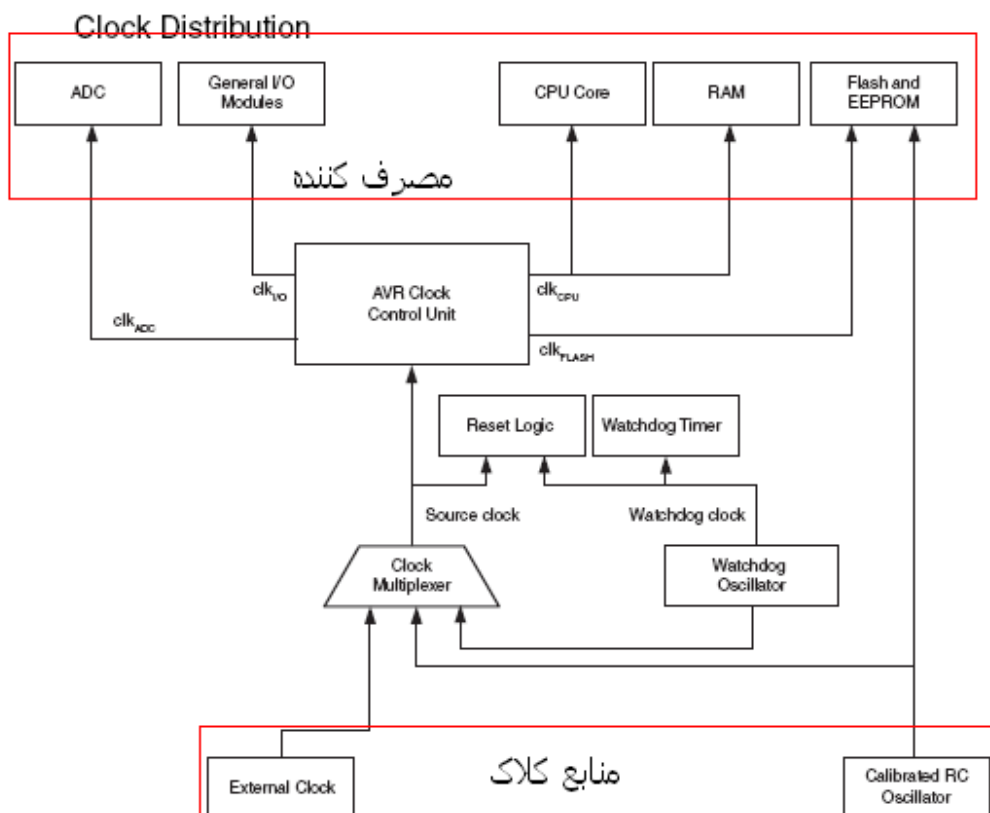 Clock Distribution
ADC
General I/O
Modules
CPU Core
RAM
Flash and
EEPROM
مصرف کننده
clkI/O
AVR Clock
Control Unit
clkCPU
clkADC
clkFLASH
Reset Logic
Watchdog Timer
Source clock
Watchdog clock
Clock
Multiplexer
Watchdog
Oscillator
منابع کلاک
External Clock
Calibrated RC
Oscillator